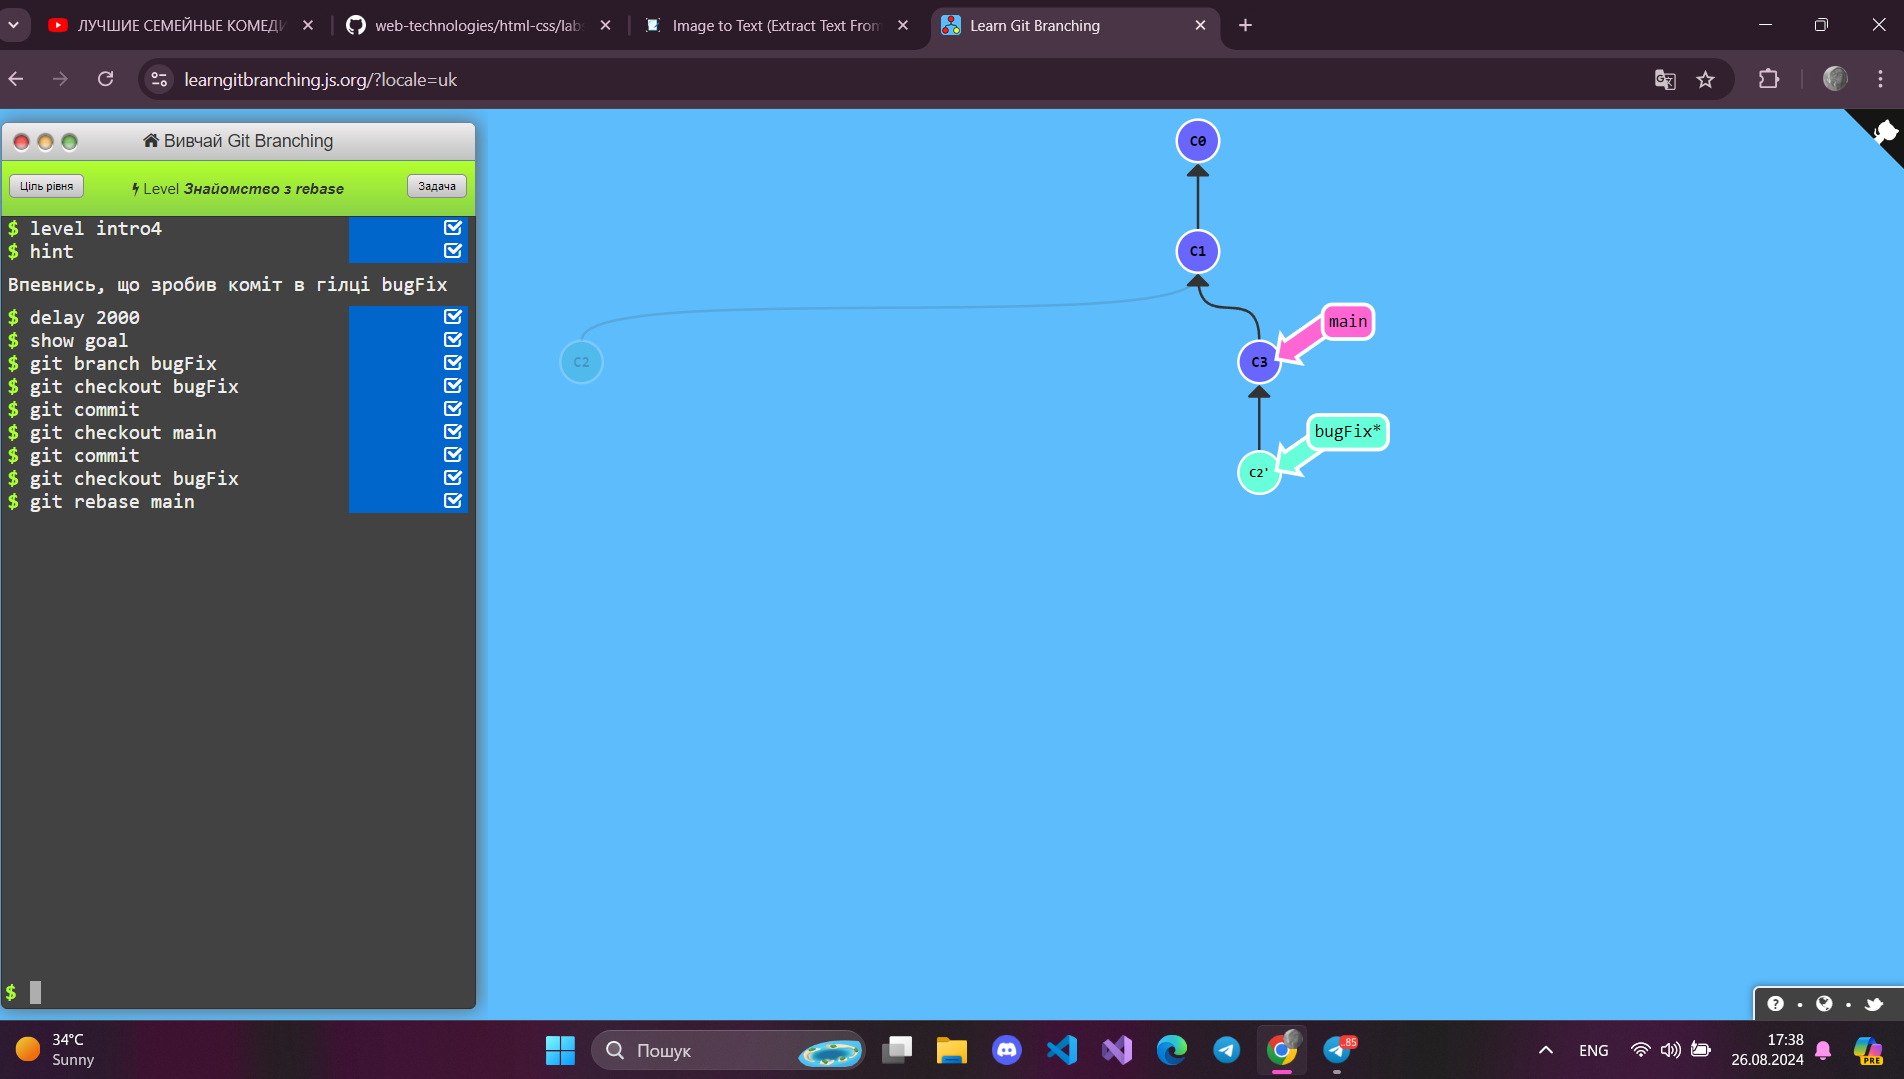 ЛУЧШИЕ СЕМЕЙНЫЕ КОМЕДИ
web-technologies/html-css/labs
Image to Text (Extract Text From
Learn Git Branching
learngitbranching.js.org/?locale=uk
Вивчай Git Branching
Ціль рівня
Level Знайомство з rebase
Задача
$ level intro4
$ hint
Впевнись, що зробив коміт в гілці bugFix
$ delay 2000
$ show goal
$ git branch bugFix
$ git checkout bugFix
$ git commit
$ git checkout main
$ git commit
$ git checkout bugFix
$ git rebase main
$
C0
C1
main
C2
C3
bugFix*
C2'
34°C
Sunny
Пошук
.85
ENG
17:38
26.08.2024
PRE